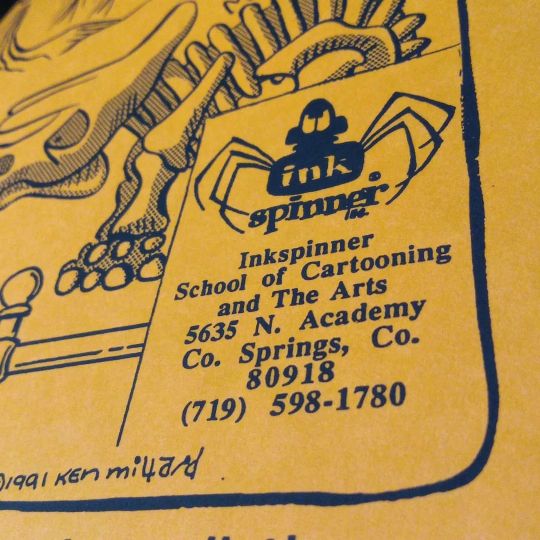 ink
spinner
Inkspinner
School of Cartooning
and The Arts
5635 N. Academy
Co. Springs, Co.
80918
(719) 598-1780
©1991 Ken Millard